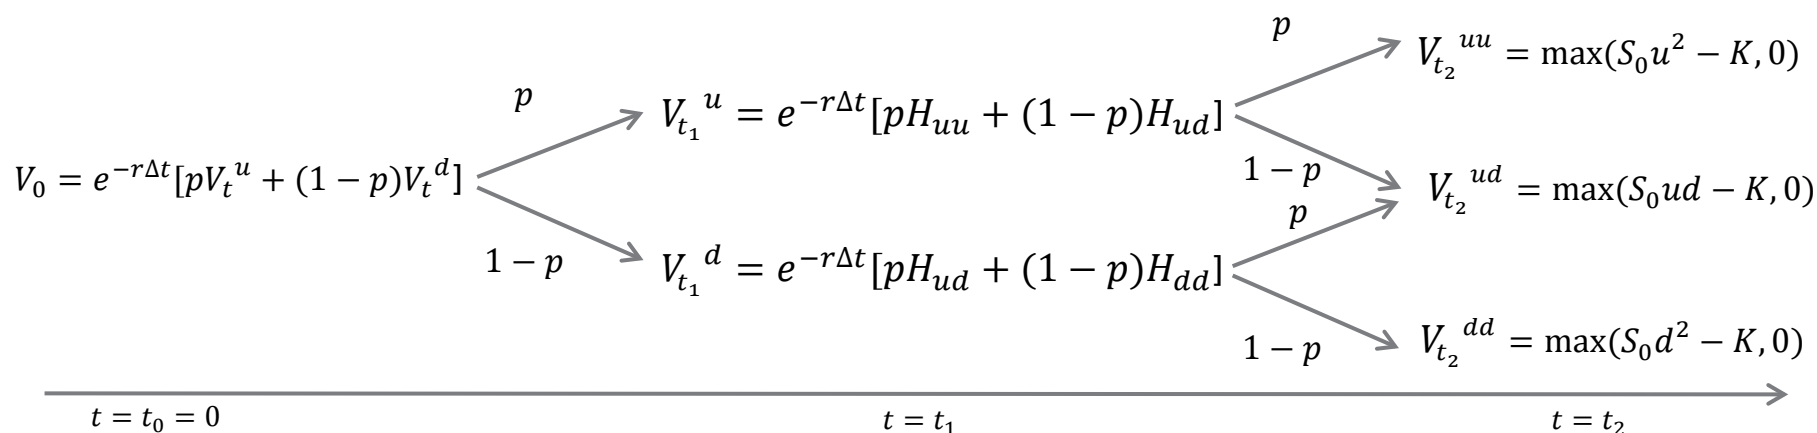 p
V_{t_2}^{uu} = max(S_0u^2 − K, 0)
p
V_{t_1}^{u} = e^{−rΔt}[pH_{uu} + (1 − p)H_{ud}]
1 − p
V_0 = e^{−rΔt}[pV_t^u + (1 − p)V_t^d]
V_{t_2}^{ud} = max(S_0ud − K, 0)
p
1 − p
V_{t_1}^{d} = e^{−rΔt}[pH_{ud} + (1 − p)H_{dd}]
1 − p
V_{t_2}^{dd} = max(S_0d^2 − K, 0)
t = t_0 = 0
t = t_1
t = t_2